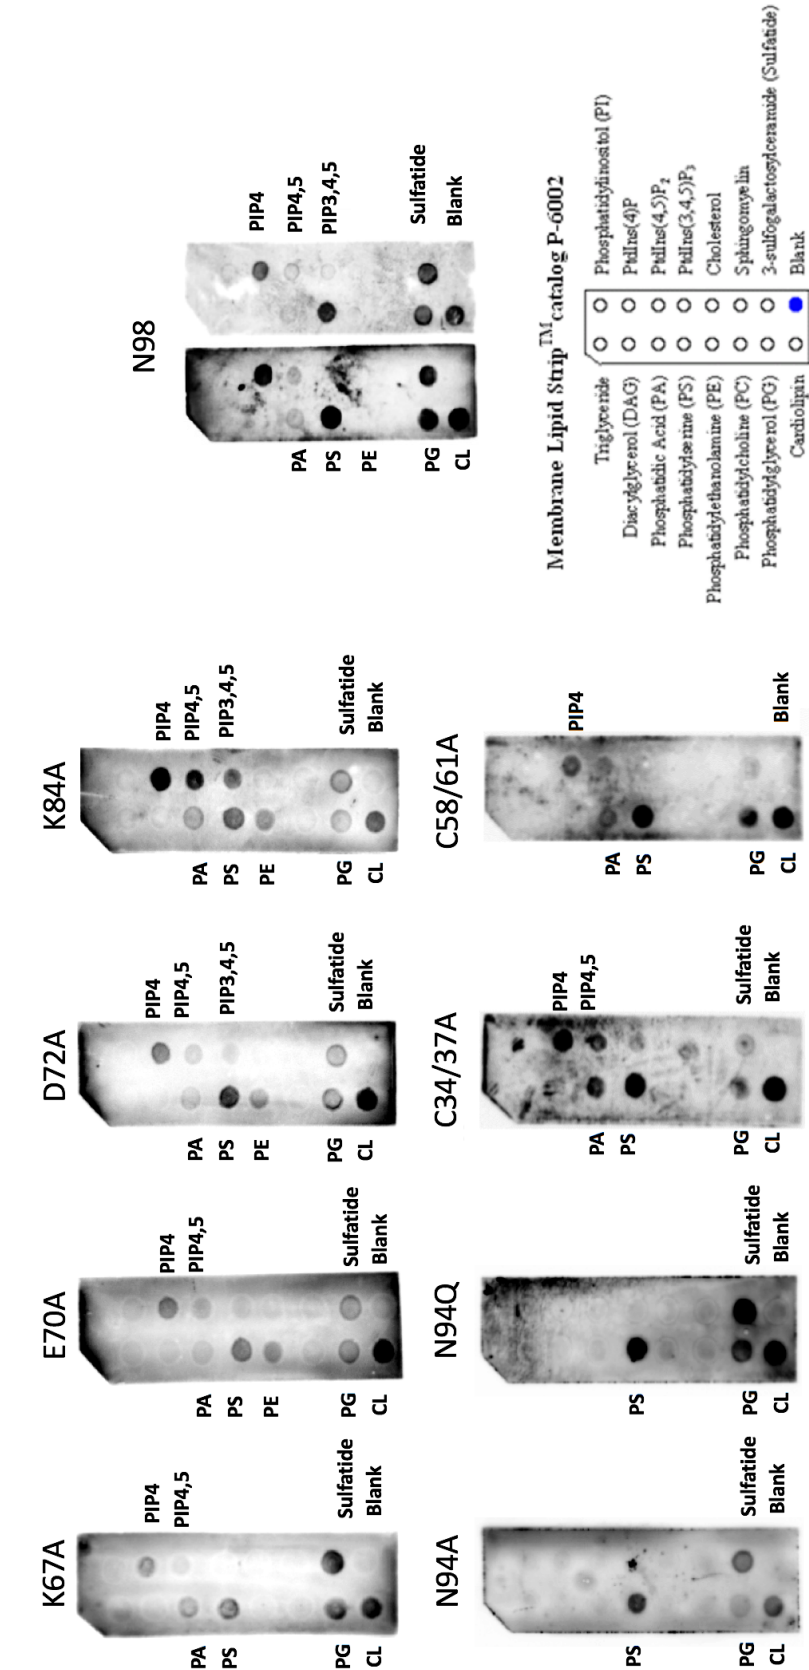 K67A
PIP4
PIP4,5
Sulfatide
Blank
PA
PS
PG
CL
E70A
PIP4
PIP4,5
Sulfatide
Blank
PA
PS
PE
PG
CL
D72A
PIP4
PIP4,5
PIP3,4,5
Sulfatide
Blank
PA
PS
PE
PG
CL
K84A
PIP4
PIP4,5
PIP3,4,5
Sulfatide
Blank
PA
PS
PE
PG
CL
N98
PIP4
PIP4,5
PIP3,4,5
Sulfatide
Blank
PA
PS
PE
PG
CL
N94A
Sulfatide
Blank
PS
PG
CL
N94Q
Sulfatide
Blank
PS
PG
CL
C34/37A
PIP4
PIP4,5
Sulfatide
Blank
PA
PS
PG
CL
C58/61A
PIP4
Blank
PA
PS
PG
CL
Membrane Lipid Strip™ catalog P-6002
Triglyceride
Phosphatidylinositol (PI)
Diacylglycerol (DAG)
PtdIns(4)P
Phosphatidic Acid (PA)
PtdIns(4,5)P2
Phosphatidylserine (PS)
PtdIns(3,4,5)P3
Phosphatidylethanolamine (PE)
Cholesterol
Phosphatidylcholine (PC)
Sphingomyelin
Phosphatidylglycerol (PG)
3-sulfogalactosylceramide (Sulfatide)
Cardiolipin
Blank